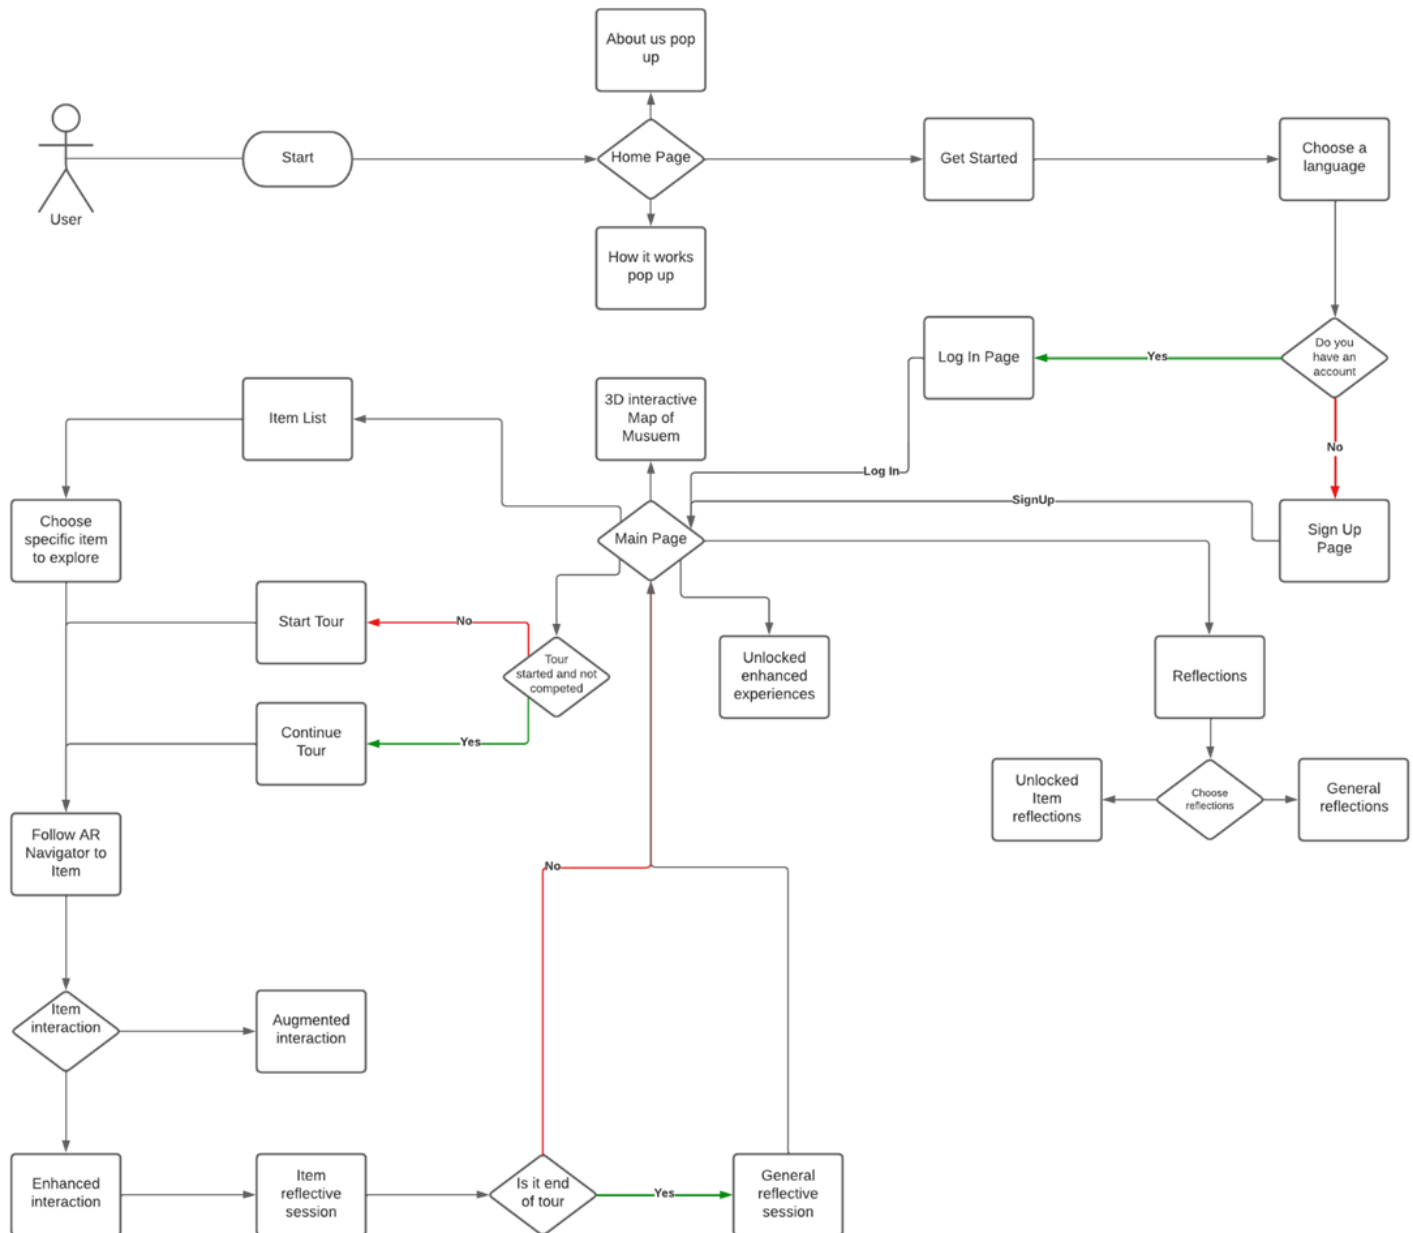 About us pop
up
User
Start
Home Page
Get Started
Choose a
language
How it works
pop up
Log In Page
Yes
Do you
have an
account
No
Item List
3D interactive
Map of
Musuem
Log In
SignUp
Sign Up
Page
Choose
specific item
to explore
Main Page
Start Tour
No
Tour
started and not
competed
Unlocked
enhanced
experiences
Reflections
Continue
Tour
Yes
Unlocked
Item
reflections
Choose
reflections
General
reflections
Follow AR
Navigator to
Item
No
Item
interaction
Augmented
interaction
Enhanced
interaction
Item
reflective
session
Is it end
of tour
Yes
General
reflective
session